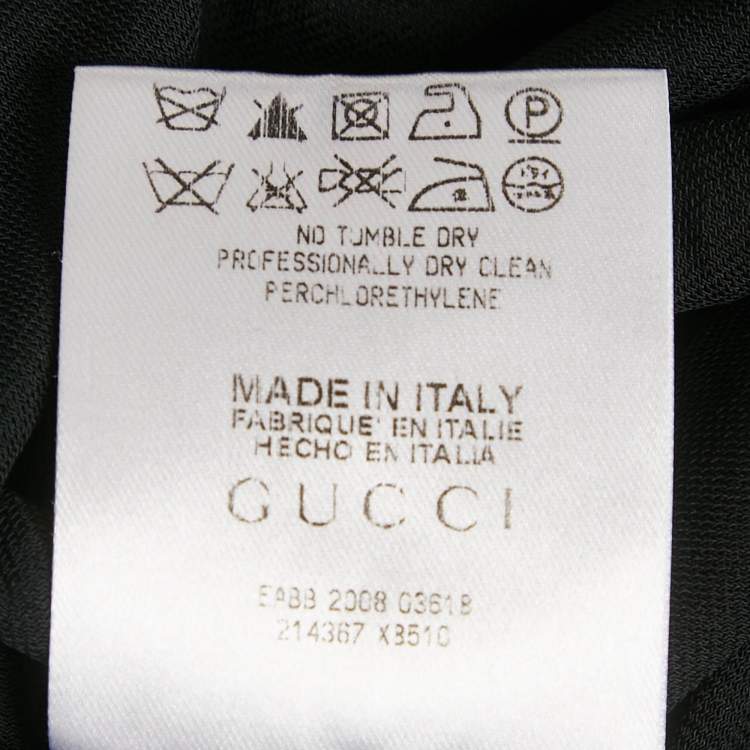 P
NO TUMBLE DRY
PROFESSIONALLY DRY CLEAN
PERCHLORETHYLENE
MADE IN ITALY
FABRIQUE' EN ITALIE
HECHO EN ITALIA
GUCCI
EABB 2008 03618
214367 XB510